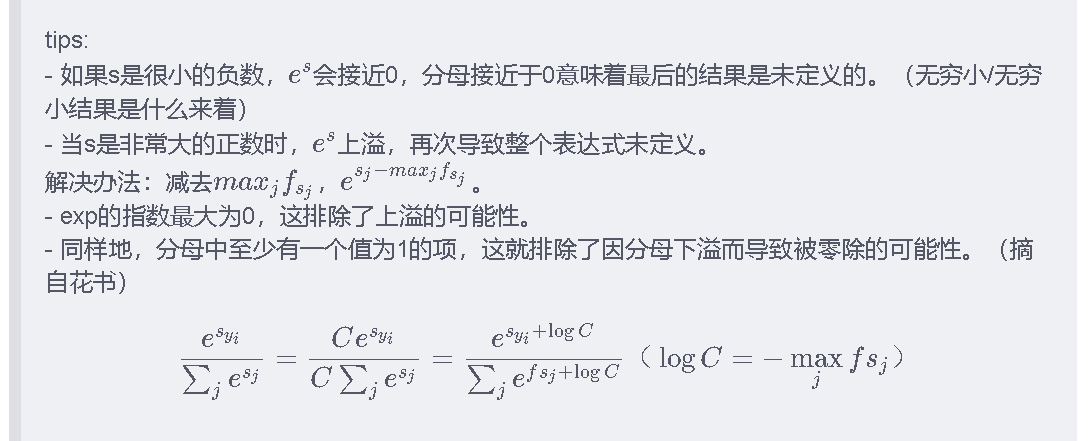 tips:
- 如果s是很小的负数，$e^s$会接近0，分母接近于0意味着最后的结果是未定义的。（无穷小/无穷
小结果是什么来着）
- 当s是非常大的正数时，$e^s$上溢，再次导致整个表达式未定义。
解决办法：减去$max_j f_{s_j}$，$e^{s_j-max_j f_{s_j}}$。
- exp的指数最大为0，这排除了上溢的可能性。
- 同样地，分母中至少有一个值为1的项，这就排除了因分母下溢而导致被零除的可能性。（摘
自花书）
$\frac{e^{s_{y_i}}}{\sum_j e^{s_j}} = \frac{Ce^{s_{y_i}}}{C\sum_j e^{s_j}} = \frac{e^{s_{y_i}+\log C}}{\sum_j e^{fs_j+\log C}}$（$\log C = -\max_j fs_j$）